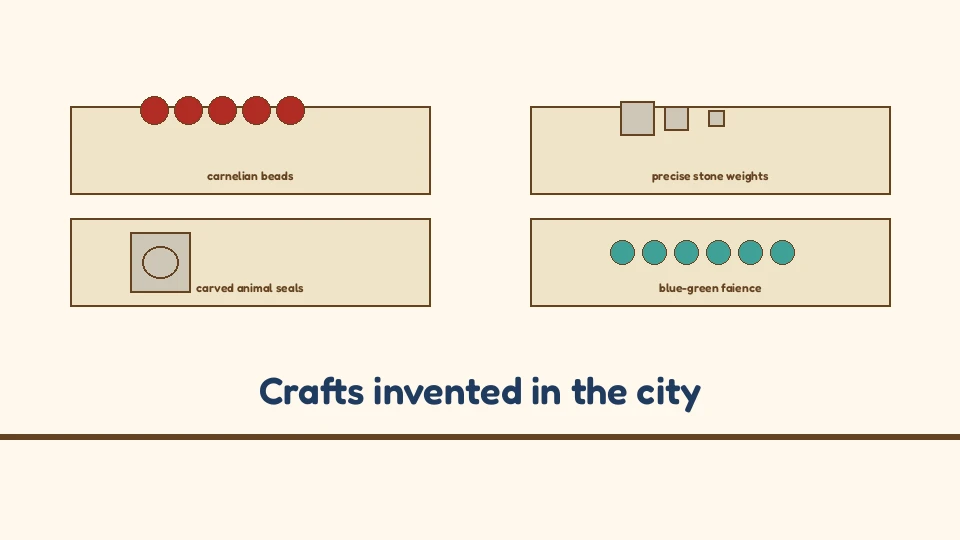 carnelian beads
precise stone weights
carved animal seals
blue-green faience
Crafts invented in the city